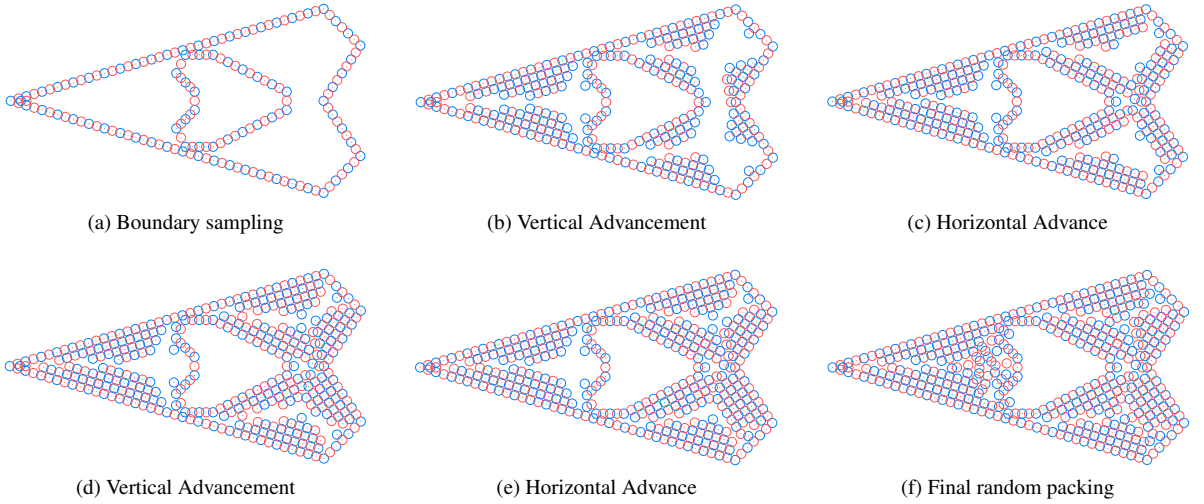 (a) Boundary sampling
(b) Vertical Advancement
(c) Horizontal Advance
(d) Vertical Advancement
(e) Horizontal Advance
(f) Final random packing